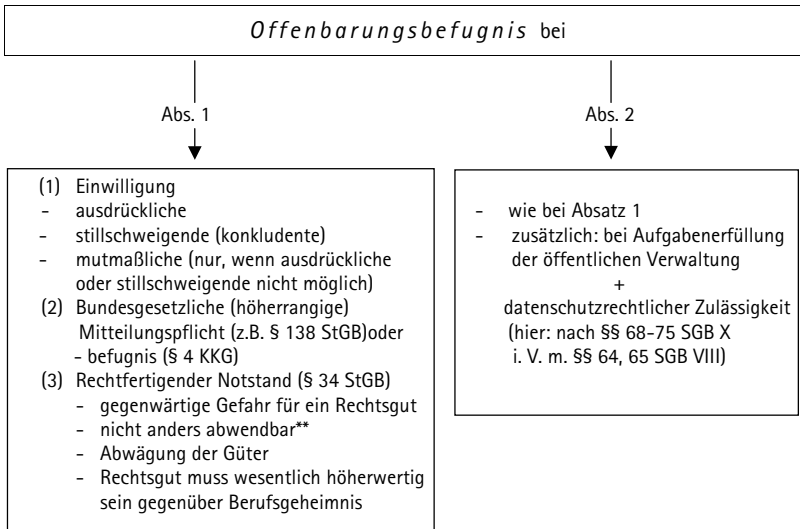 Offenbarungsbefugnis bei
Abs. 1
Abs. 2
(1) Einwilligung
- ausdrückliche
- stillschweigende (konkludente)
- mutmaßliche (nur, wenn ausdrückliche
oder stillschweigende nicht möglich)
(2) Bundesgesetzliche (höherrangige)
Mitteilungspflicht (z.B. § 138 StGB)oder
- befugnis (§ 4 KKG)
(3) Rechtfertigender Notstand (§ 34 StGB)
- gegenwärtige Gefahr für ein Rechtsgut
- nicht anders abwendbar**
- Abwägung der Güter
- Rechtsgut muss wesentlich höherwertig
sein gegenüber Berufsgeheimnis
- wie bei Absatz 1
- zusätzlich: bei Aufgabenerfüllung
der öffentlichen Verwaltung
+
datenschutzrechtlicher Zulässigkeit
(hier: nach §§ 68-75 SGB X
i. V. m. §§ 64, 65 SGB VIII)